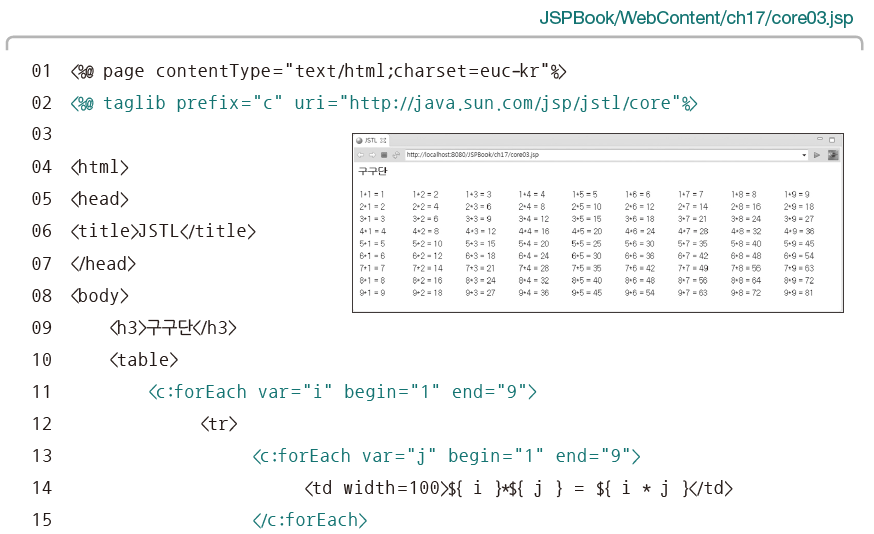 JSPBook/WebContent/ch17/core03.jsp
01 <%@ page contentType="text/html;charset=euc-kr"%>
02 <%@ taglib prefix="c" uri="http://java.sun.com/jsp/jstl/core"%>
03
04 <html>
05 <head>
06 <title>JSTL</title>
07 </head>
08 <body>
09 <h3>구구단</h3>
10 <table>
11 <c:forEach var="i" begin="1" end="9">
12 <tr>
13 <c:forEach var="j" begin="1" end="9">
14 <td width=100>${ i }*${ j } = ${ i * j }</td>
15 </c:forEach>
JSTL
http://localhost:8080/JSPBook/ch17/core03.jsp
구구단
1*1 = 1 1*2 = 2 1*3 = 3 1*4 = 4 1*5 = 5 1*6 = 6 1*7 = 7 1*8 = 8 1*9 = 9
2*1 = 2 2*2 = 4 2*3 = 6 2*4 = 8 2*5 = 10 2*6 = 12 2*7 = 14 2*8 = 16 2*9 = 18
3*1 = 3 3*2 = 6 3*3 = 9 3*4 = 12 3*5 = 15 3*6 = 18 3*7 = 21 3*8 = 24 3*9 = 27
4*1 = 4 4*2 = 8 4*3 = 12 4*4 = 16 4*5 = 20 4*6 = 24 4*7 = 28 4*8 = 32 4*9 = 36
5*1 = 5 5*2 = 10 5*3 = 15 5*4 = 20 5*5 = 25 5*6 = 30 5*7 = 35 5*8 = 40 5*9 = 45
6*1 = 6 6*2 = 12 6*3 = 18 6*4 = 24 6*5 = 30 6*6 = 36 6*7 = 42 6*8 = 48 6*9 = 54
7*1 = 7 7*2 = 14 7*3 = 21 7*4 = 28 7*5 = 35 7*6 = 42 7*7 = 49 7*8 = 56 7*9 = 63
8*1 = 8 8*2 = 16 8*3 = 24 8*4 = 32 8*5 = 40 8*6 = 48 8*7 = 56 8*8 = 64 8*9 = 72
9*1 = 9 9*2 = 18 9*3 = 27 9*4 = 36 9*5 = 45 9*6 = 54 9*7 = 63 9*8 = 72 9*9 = 81